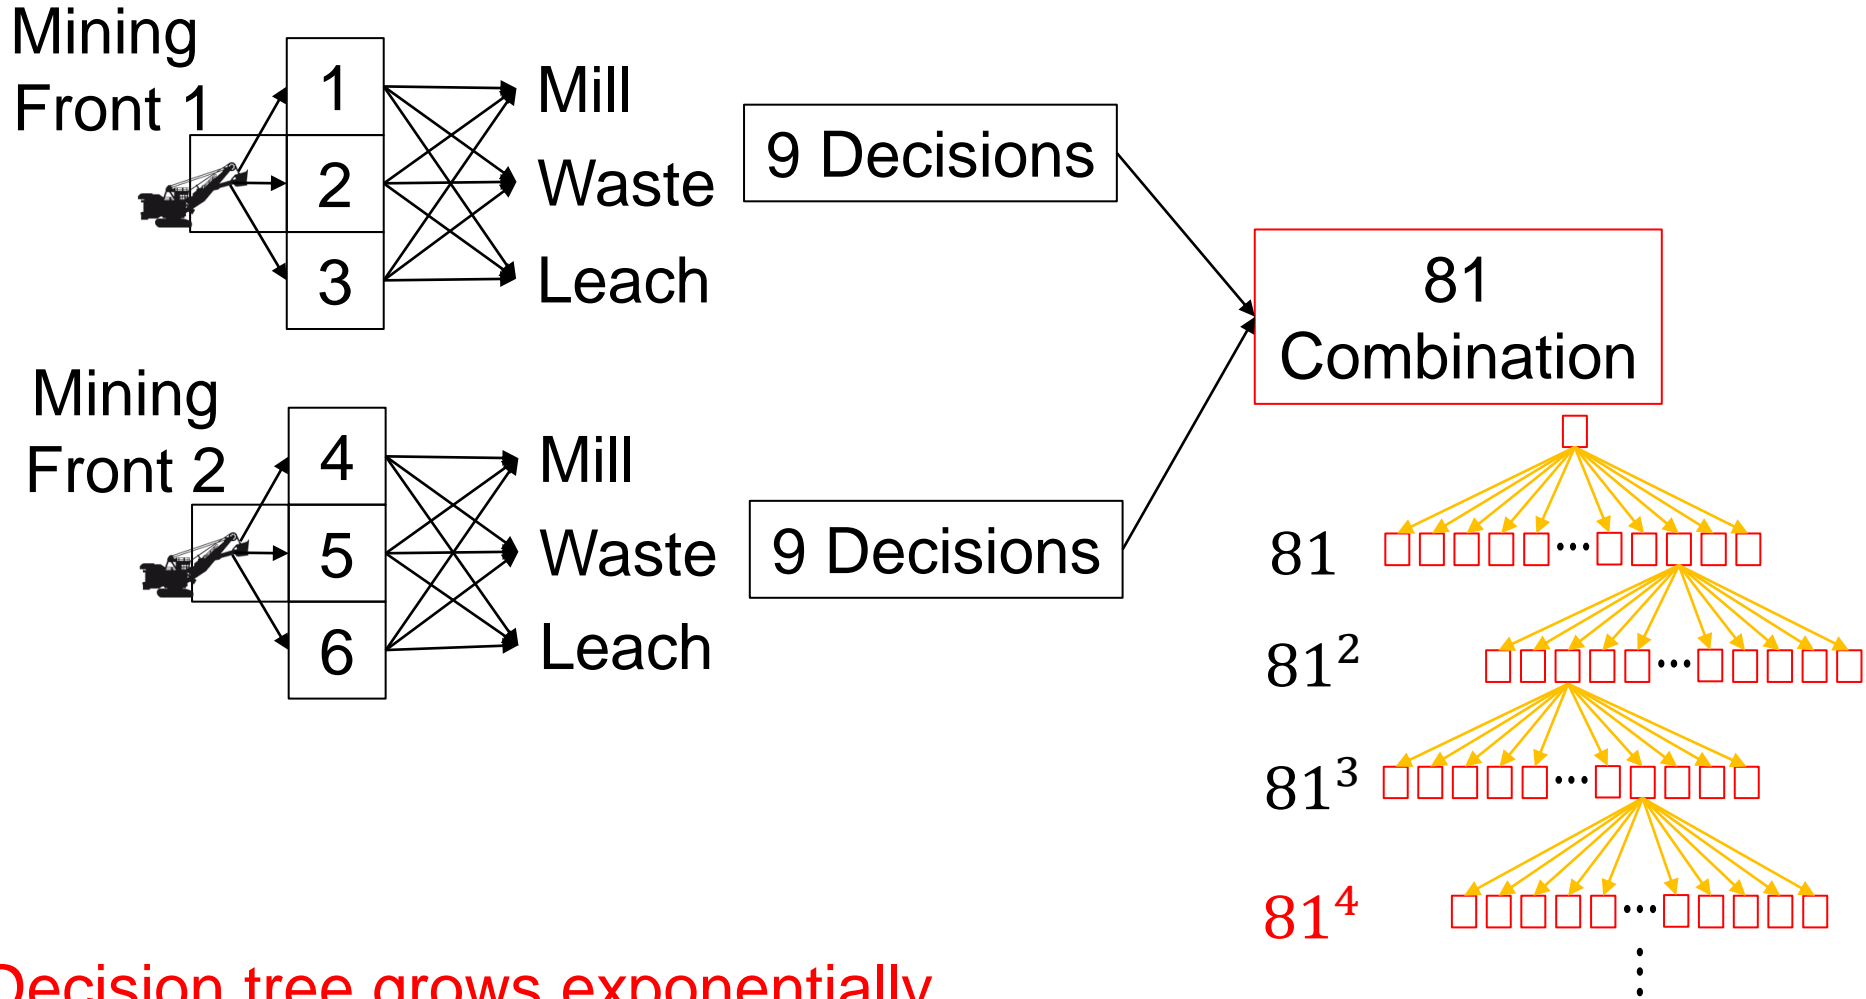 Mining
Front 1
1
2
3
Mill
Waste
Leach
9 Decisions
Mining
Front 2
4
5
6
Mill
Waste
Leach
9 Decisions
81
Combination
81
...
81²
...
81³
...
81⁴
...
Decision tree grows exponentially